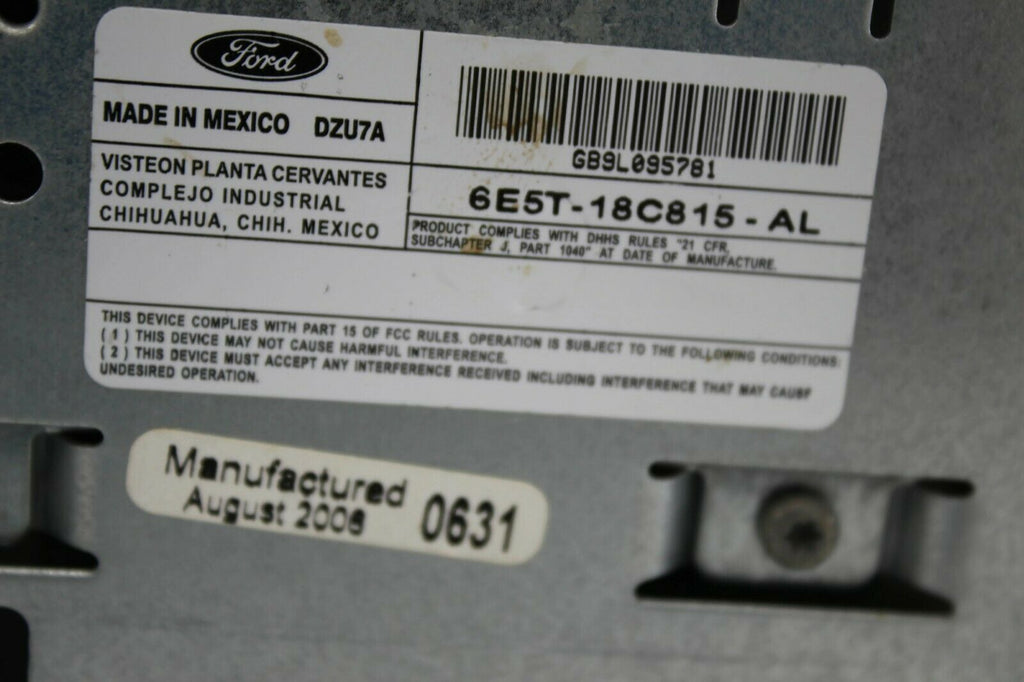 Ford
MADE IN MEXICO DZU7A
VISTEON PLANTA CERVANTES
COMPLEJO INDUSTRIAL
CHIHUAHUA, CHIH. MEXICO
GB9L095781
6E5T-18C815-AL
PRODUCT COMPLIES WITH DHHS RULES "21 CFR,
SUBCHAPTER J, PART 1040" AT DATE OF MANUFACTURE.
THIS DEVICE COMPLIES WITH PART 15 OF FCC RULES. OPERATION IS SUBJECT TO THE FOLLOWING CONDITIONS:
(1) THIS DEVICE MAY NOT CAUSE HARMFUL INTERFERENCE.
(2) THIS DEVICE MUST ACCEPT ANY INTERFERENCE RECEIVED INCLUDING INTERFERENCE THAT MAY CAUSE
UNDESIRED OPERATION.
Manufactured
August 2006
0631